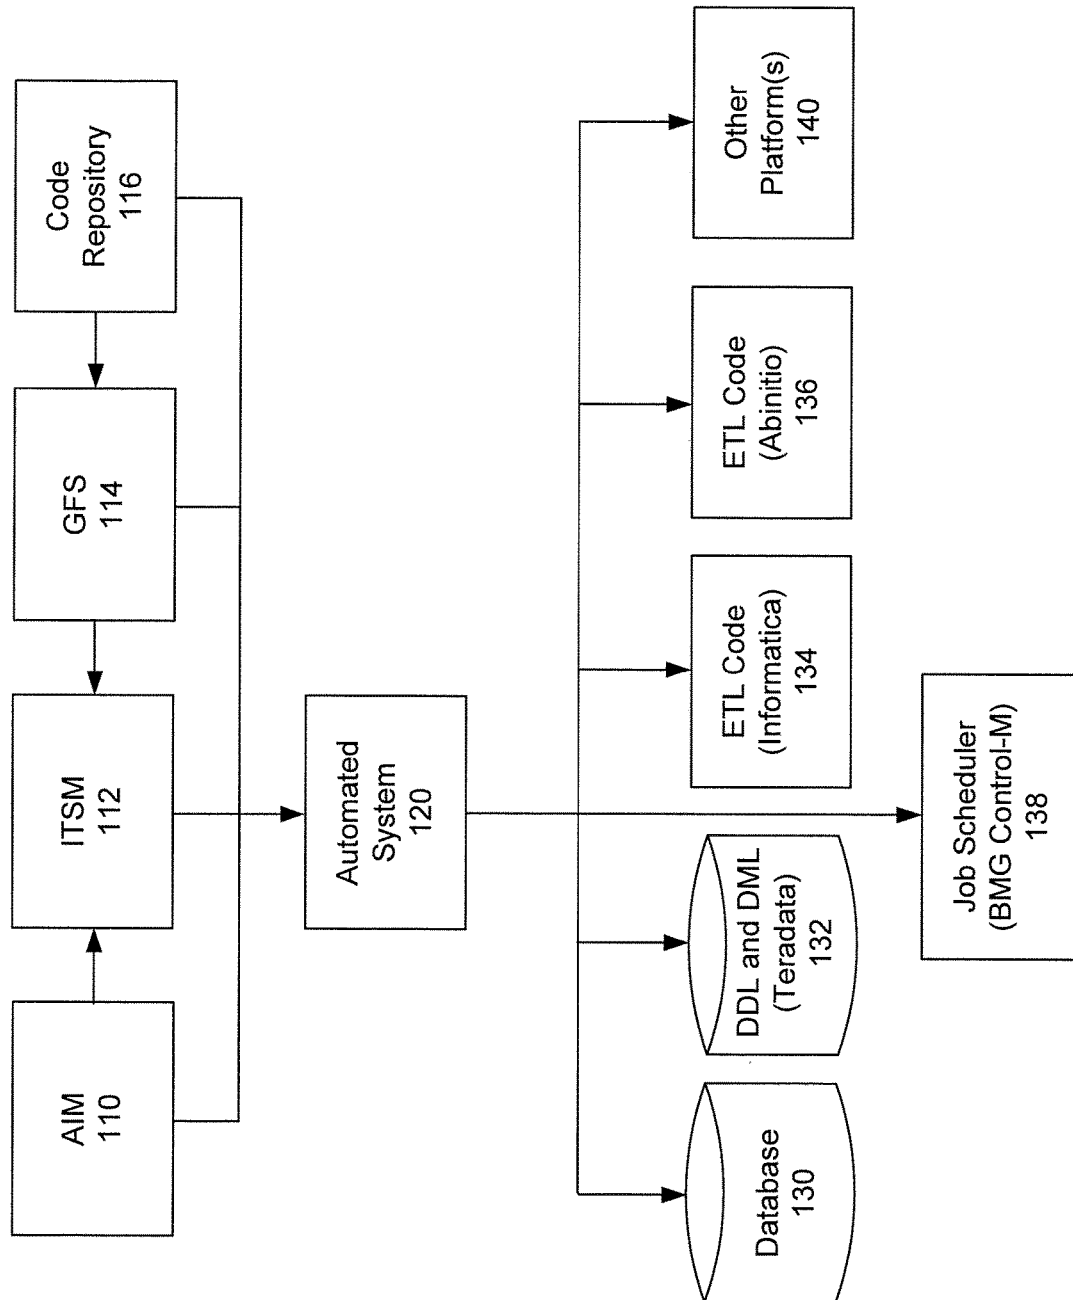 AIM
110
ITSM
112
GFS
114
Code
Repository
116
Automated
System
120
Database
130
DDL and DML
(Teradata)
132
ETL Code
(Informatica)
134
ETL Code
(Abinitio)
136
Other
Platform(s)
140
Job Scheduler
(BMG Control-M)
138